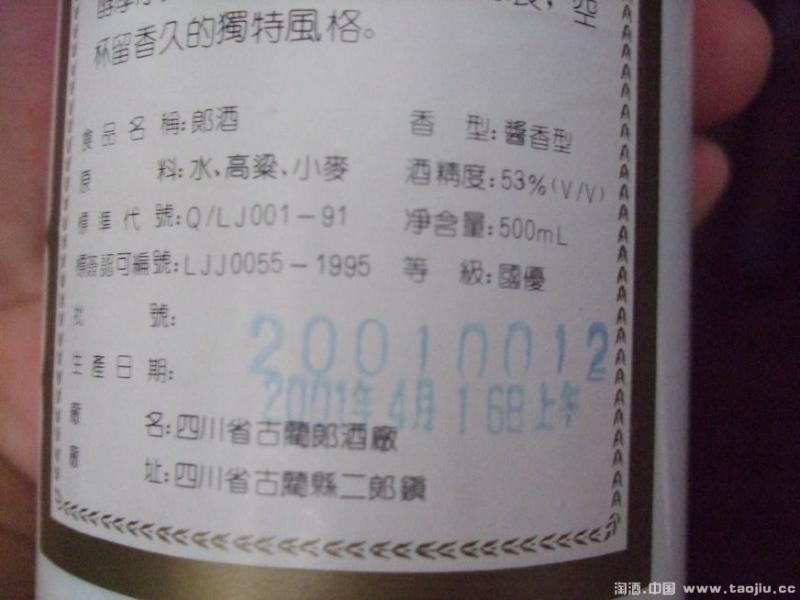 空
杯留香久的獨特風格。
食品名稱:郎酒 香型:醬香型
原料:水、高粱、小麥 酒精度:53%(V/V)
標準代號:Q/LJ001-91 凈含量:500mL
標簽認可編號:LJJ0055-1995 等級:國優
批號: 20010012
生產日期: 2001年4月16日上午
廠名:四川省古藺郎酒廠
廠址:四川省古藺縣二郎鎮
淘酒.中国 www.taojiu.cc